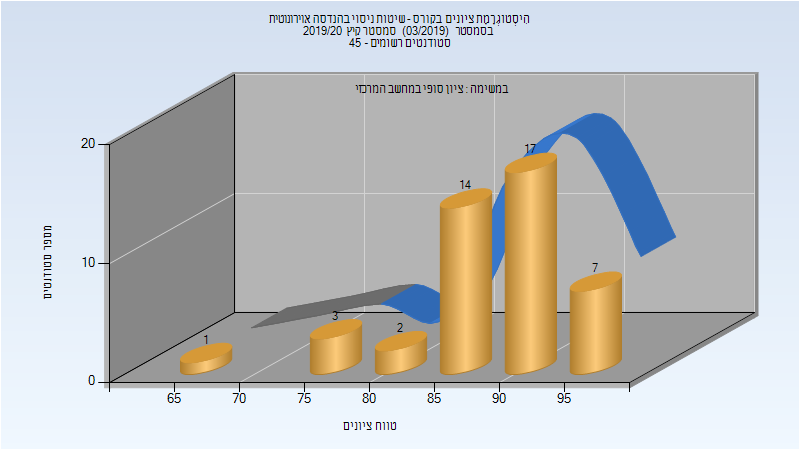 הִיסְטוֹגְרָמַת ציונים בקורס - שיטות ניסוי בהנדסה אוירונוטית
בסמסטר (03/2019) סמסטר קיץ 2019/20
סטודנטים רשומים - 45
במשימה : ציון סופי במחשב המרכזי
מספר סטודנטים
20
10
0
1
3
2
14
17
7
65
70
75
80
85
90
95
טווח ציונים